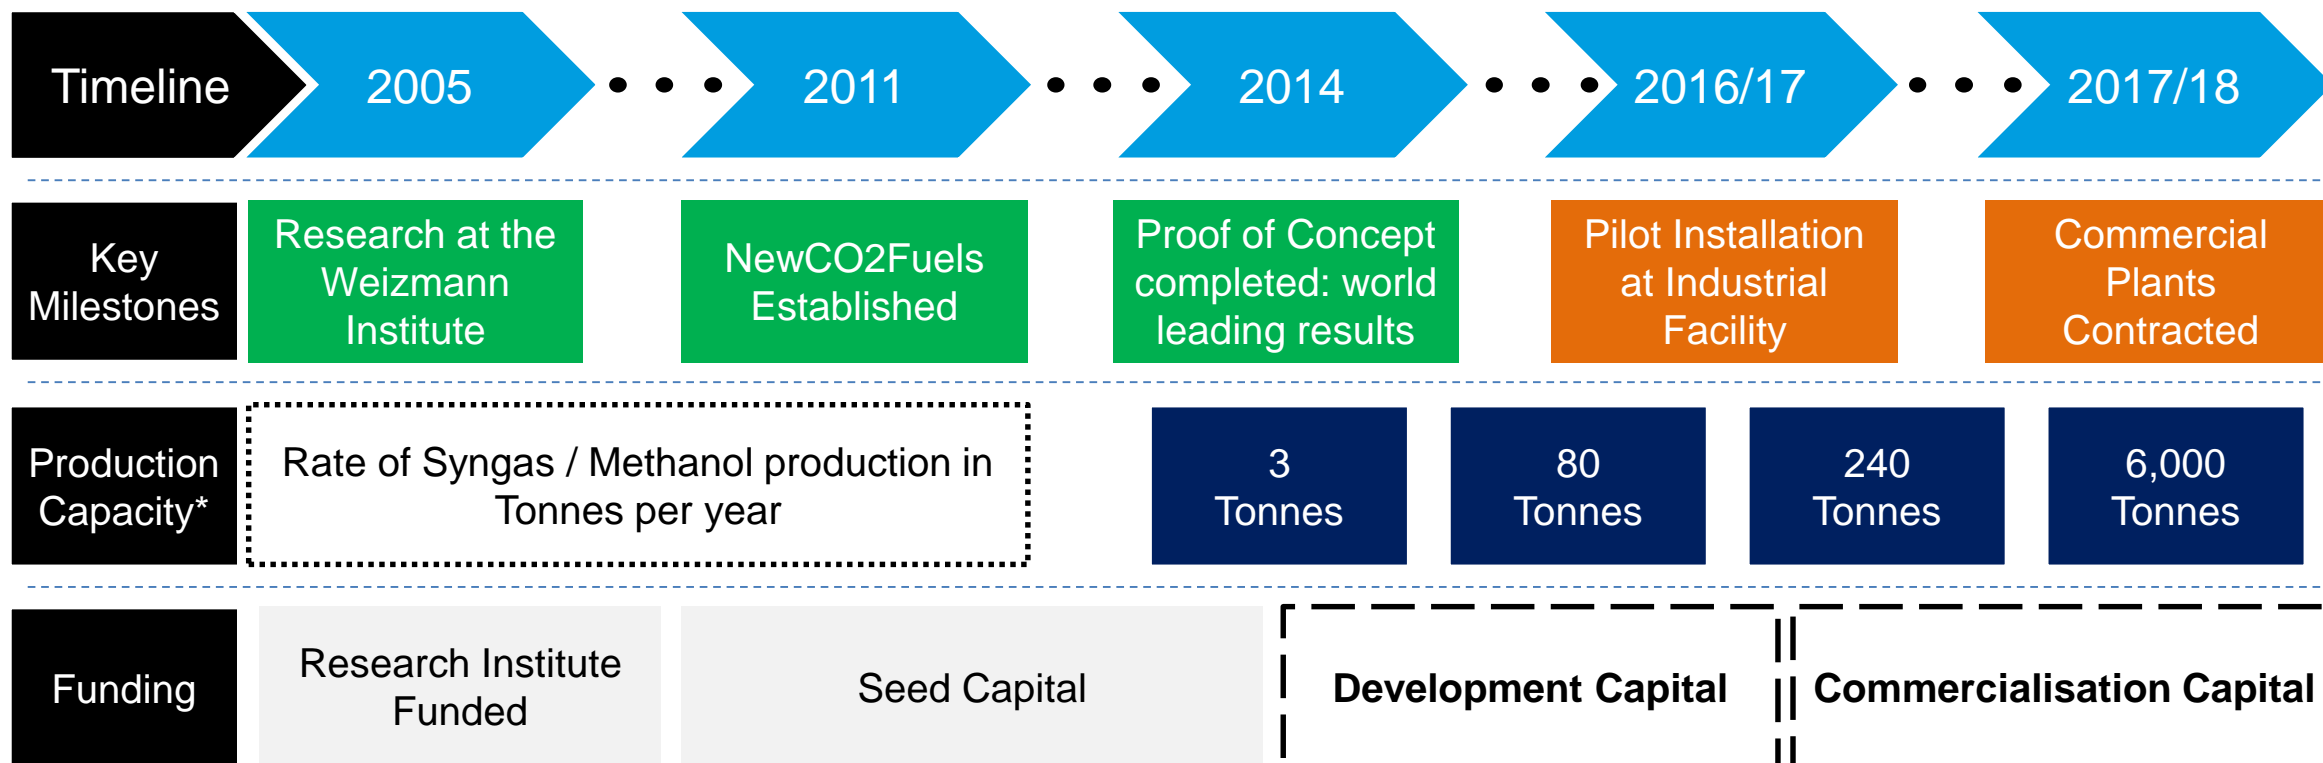 Timeline
2005
2011
2014
2016/17
2017/18
Key
Milestones
Research at the
Weizmann
Institute
NewCO2Fuels
Established
Proof of Concept
completed: world
leading results
Pilot Installation
at Industrial
Facility
Commercial
Plants
Contracted
Production
Capacity*
Rate of Syngas / Methanol production in
Tonnes per year
3
Tonnes
80
Tonnes
240
Tonnes
6,000
Tonnes
Funding
Research Institute
Funded
Seed Capital
Development Capital
Commercialisation Capital